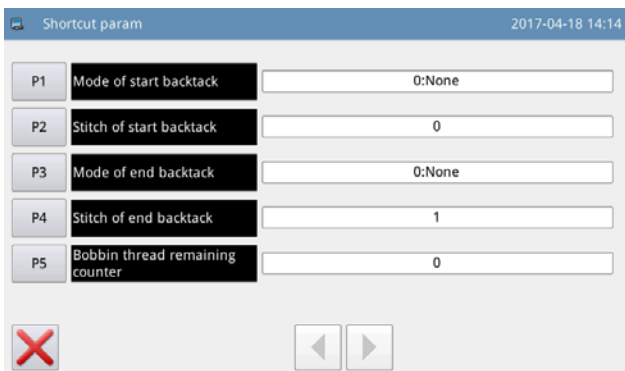 Shortcut param 2017-04-18 14:14
P1 Mode of start backtack 0:None
P2 Stitch of start backtack 0
P3 Mode of end backtack 0:None
P4 Stitch of end backtack 1
P5 Bobbin thread remaining
counter 0